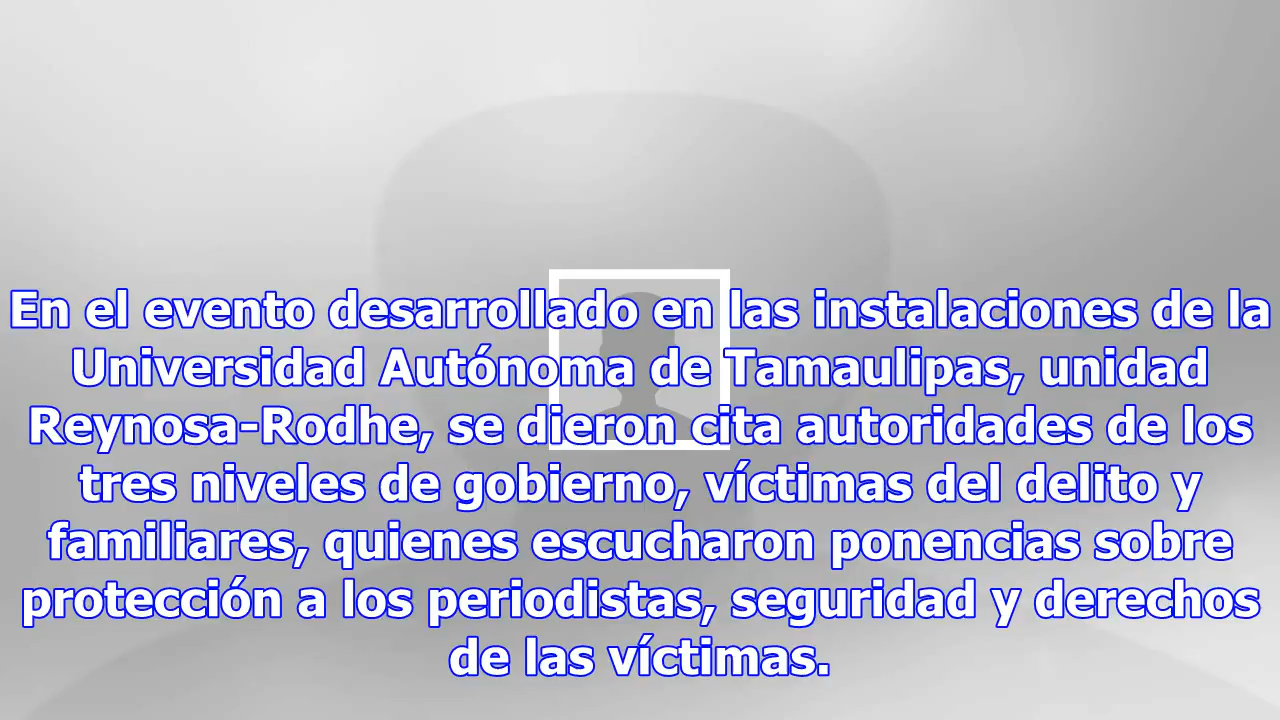 En el evento desarrollado en las instalaciones de la
Universidad Autónoma de Tamaulipas, unidad
Reynosa-Rodhe, se dieron cita autoridades de los
tres niveles de gobierno, víctimas del delito y
familiares, quienes escucharon ponencias sobre
protección a los periodistas, seguridad y derechos
de las víctimas.